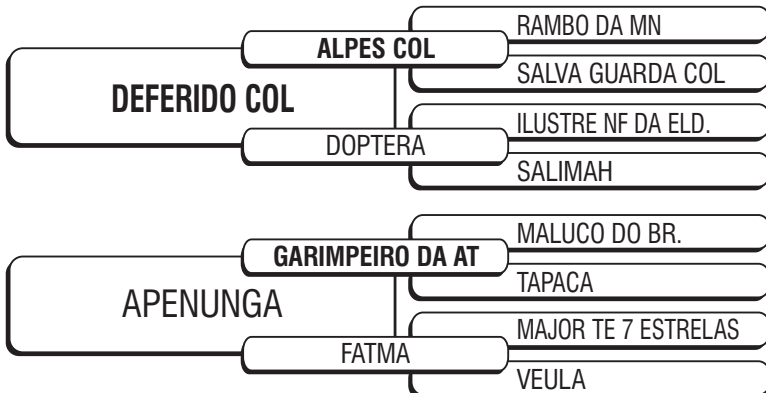 RAMBO DA MN
ALPES COL
SALVA GUARDA COL
DEFERIDO COL
ILUSTRE NF DA ELD.
DOPTERA
SALIMAH
MALUCO DO BR.
GARIMPEIRO DA AT
TAPACA
APENUNGA
MAJOR TE 7 ESTRELAS
FATMA
VEULA